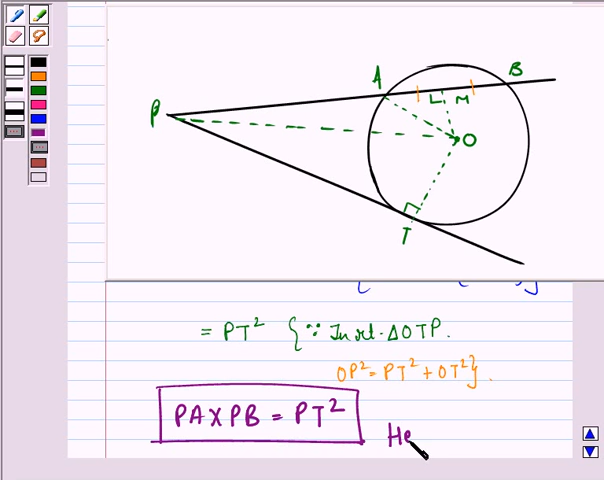 A
B
P
L
M
O
T
= PT² {∵ In rt. ΔOTP.
OP² = PT² + OT²}.
PA X PB = PT²
He